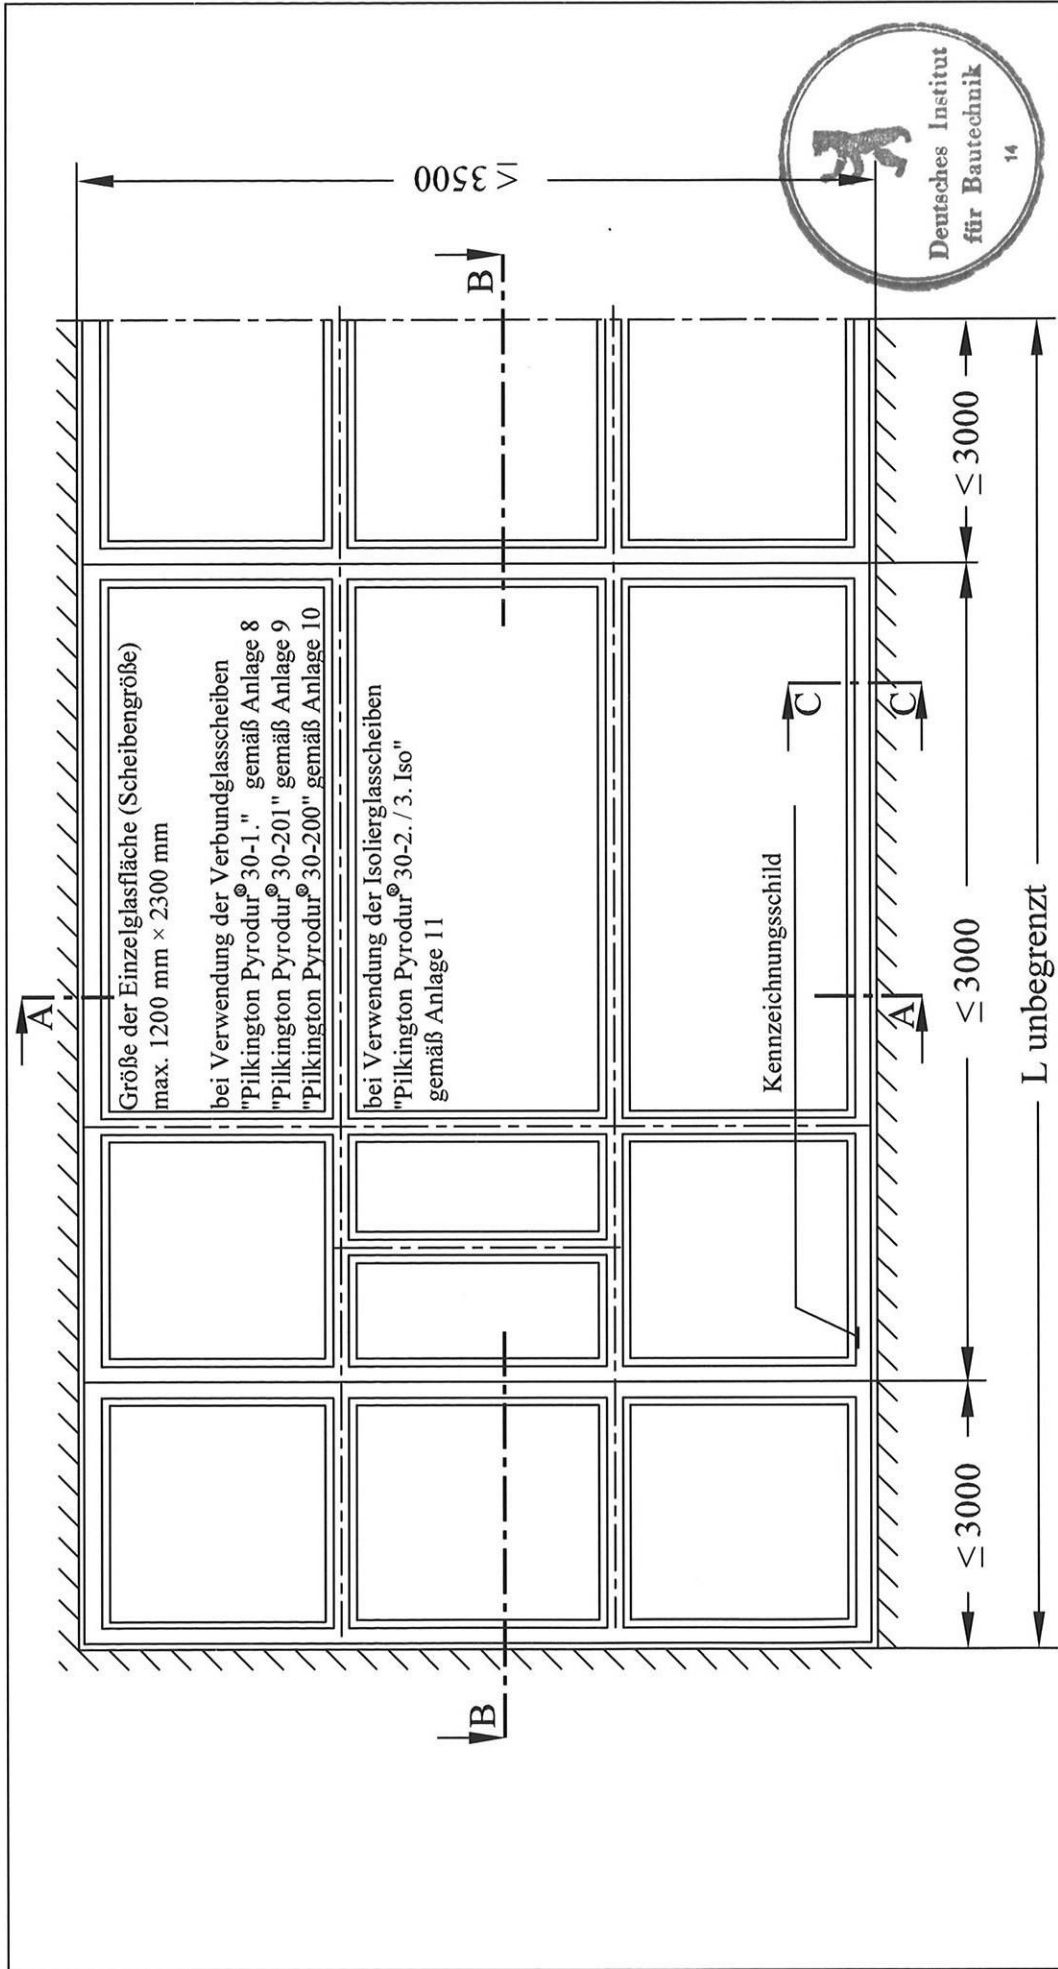 A
Größe der Einzelglasfläche (Scheibengröße)
max. 1200 mm × 2300 mm
bei Verwendung der Verbundglasscheiben
"Pilkington Pyrodur® 30-1." gemäß Anlage 8
"Pilkington Pyrodur® 30-201" gemäß Anlage 9
"Pilkington Pyrodur® 30-200" gemäß Anlage 10
bei Verwendung der Isolierglasscheiben
"Pilkington Pyrodur® 30-2. / 3. Iso"
gemäß Anlage 11
≤ 3500
B
B
Kennzeichnungsschild
C
C
A
≤ 3000
≤ 3000
≤ 3000
L unbegrenzt
Deutsches Institut
für Bautechnik
14